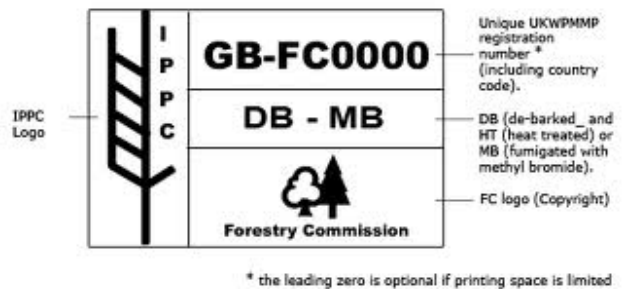 IPPC
Logo
I
P
P
C
GB-FC0000
DB - MB
Forestry Commission
Unique UKWPMMP
registration
number *
(including country
code).
DB (de-barked_ and
HT (heat treated) or
MB (fumigated with
methyl bromide).
FC logo (Copyright)
* the leading zero is optional if printing space is limited